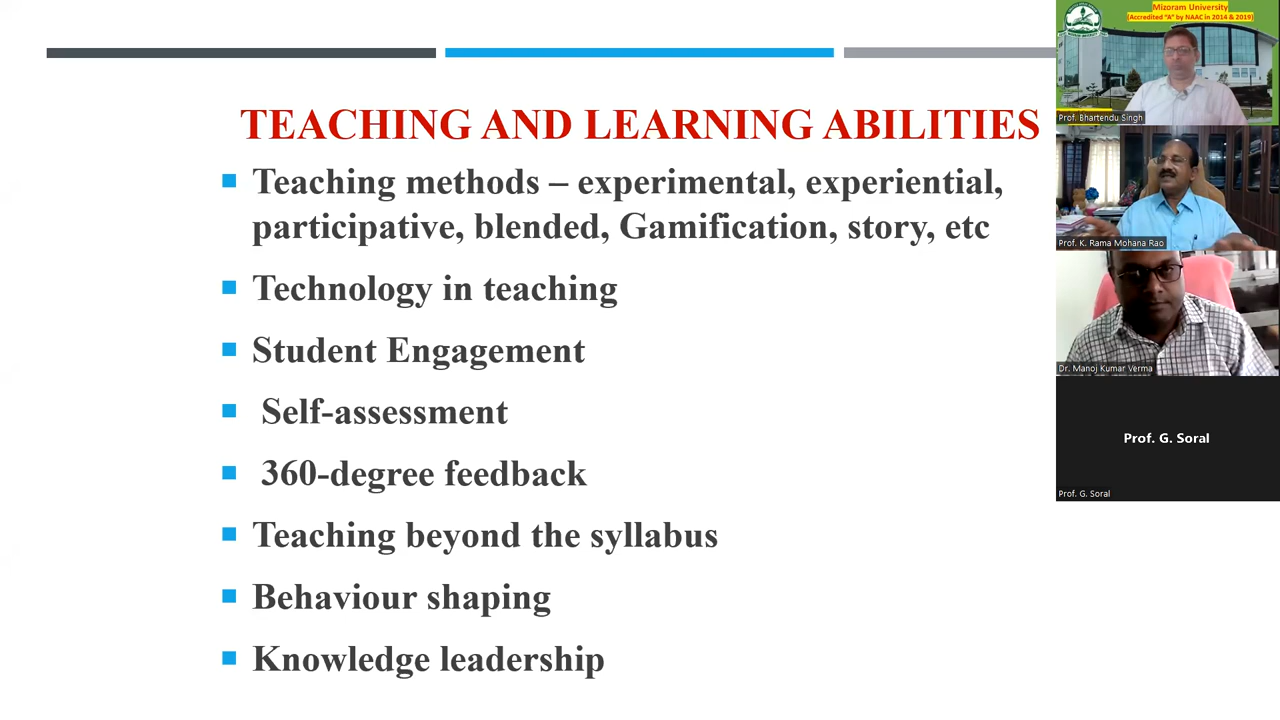 TEACHING AND LEARNING ABILITIES
Teaching methods – experimental, experiential,
participative, blended, Gamification, story, etc
Technology in teaching
Student Engagement
Self-assessment
360-degree feedback
Teaching beyond the syllabus
Behaviour shaping
Knowledge leadership
Mizoram University
(Accredited "A" by NAAC in 2014 & 2019)
Prof. Bhartendu Singh
Prof. K. Rama Mohana Rao
Dr. Manoj Kumar Verma
Prof. G. Soral
Prof. G. Soral